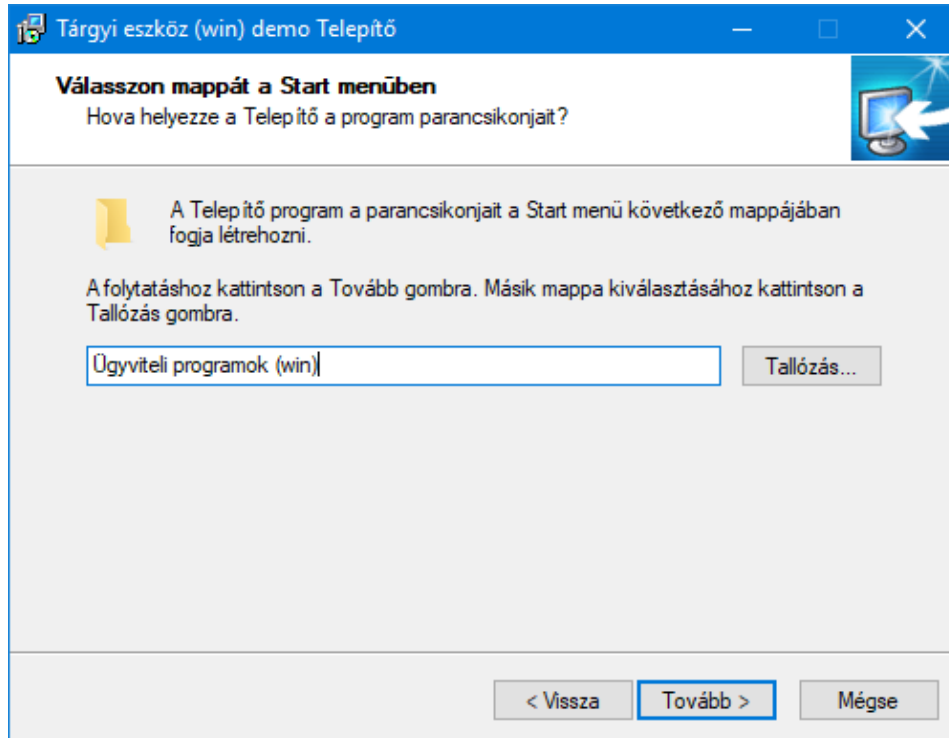 Tárgyi eszköz (win) demo Telepítő
Válasszon mappát a Start menüben
Hova helyezze a Telepítő a program parancsikonjait?
A Telepítő program a parancsikonjait a Start menü következő mappájában
fogja létrehozni.
A folytatáshoz kattintson a Tovább gombra. Másik mappa kiválasztásához kattintson a
Tallózás gombra.
Ügyviteli programok (win)
Tallózás...
< Vissza
Tovább >
Mégse